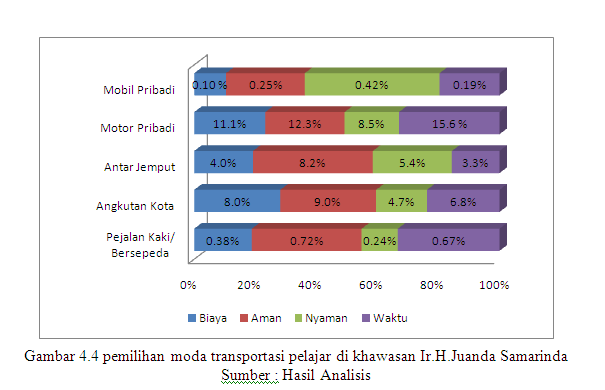 Mobil Pribadi 0.10 % 0.25% 0.42% 0.19%
Motor Pribadi 11.1% 12.3% 8.5% 15.6 %
Antar Jemput 4.0% 8.2% 5.4% 3.3%
Angkutan Kota 8.0% 9.0% 4.7% 6.8%
Pejalan Kaki/
Bersepeda 0.38% 0.72% 0.24% 0.67%
0% 20% 40% 60% 80% 100%
Biaya Aman Nyaman Waktu
Gambar 4.4 pemilihan moda transportasi pelajar di khawasan Ir.H.Juanda Samarinda
Sumber : Hasil Analisis